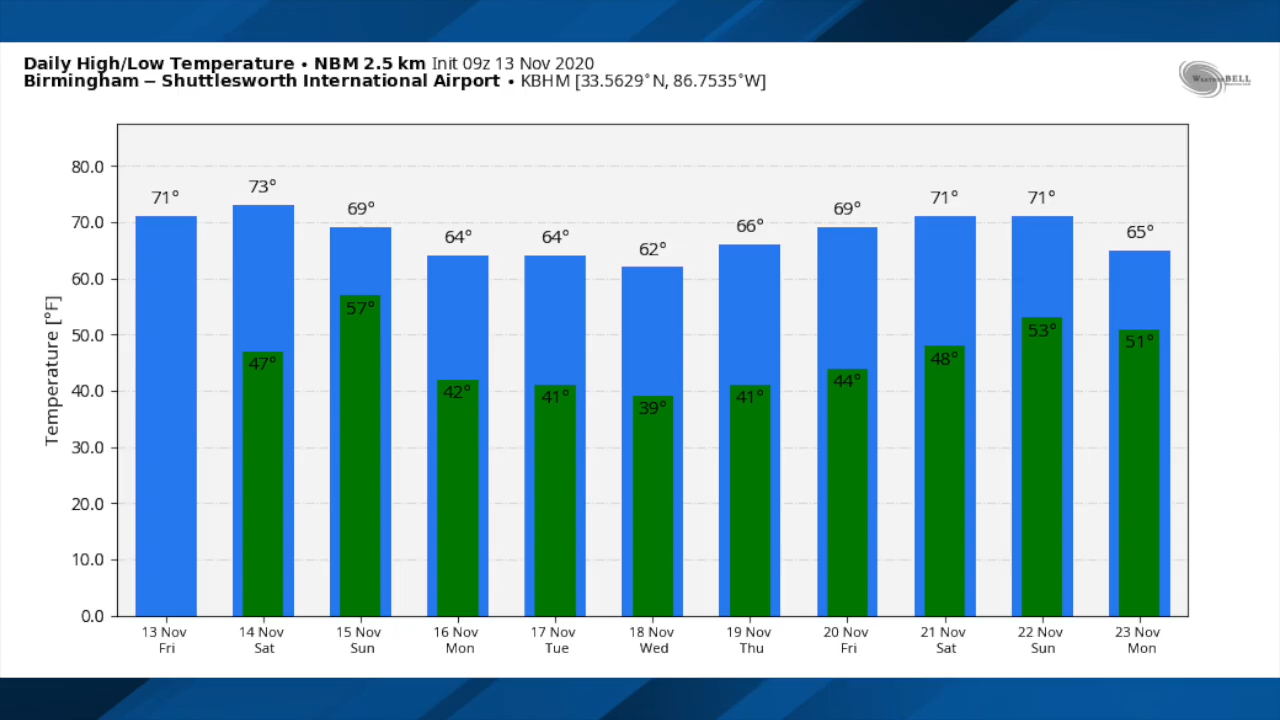 Daily High/Low Temperature • NBM 2.5 km Init 09z 13 Nov 2020
Birmingham – Shuttlesworth International Airport • KBHM [33.5629°N, 86.7535°W]
WeatherBELL
Temperature [°F]
80.0
70.0
60.0
50.0
40.0
30.0
20.0
10.0
0.0
71° 73° 69° 64° 64° 62° 66° 69° 71° 71° 65°
47° 57° 42° 41° 39° 41° 44° 48° 53° 51°
13 Nov 14 Nov 15 Nov 16 Nov 17 Nov 18 Nov 19 Nov 20 Nov 21 Nov 22 Nov 23 Nov
Fri Sat Sun Mon Tue Wed Thu Fri Sat Sun Mon